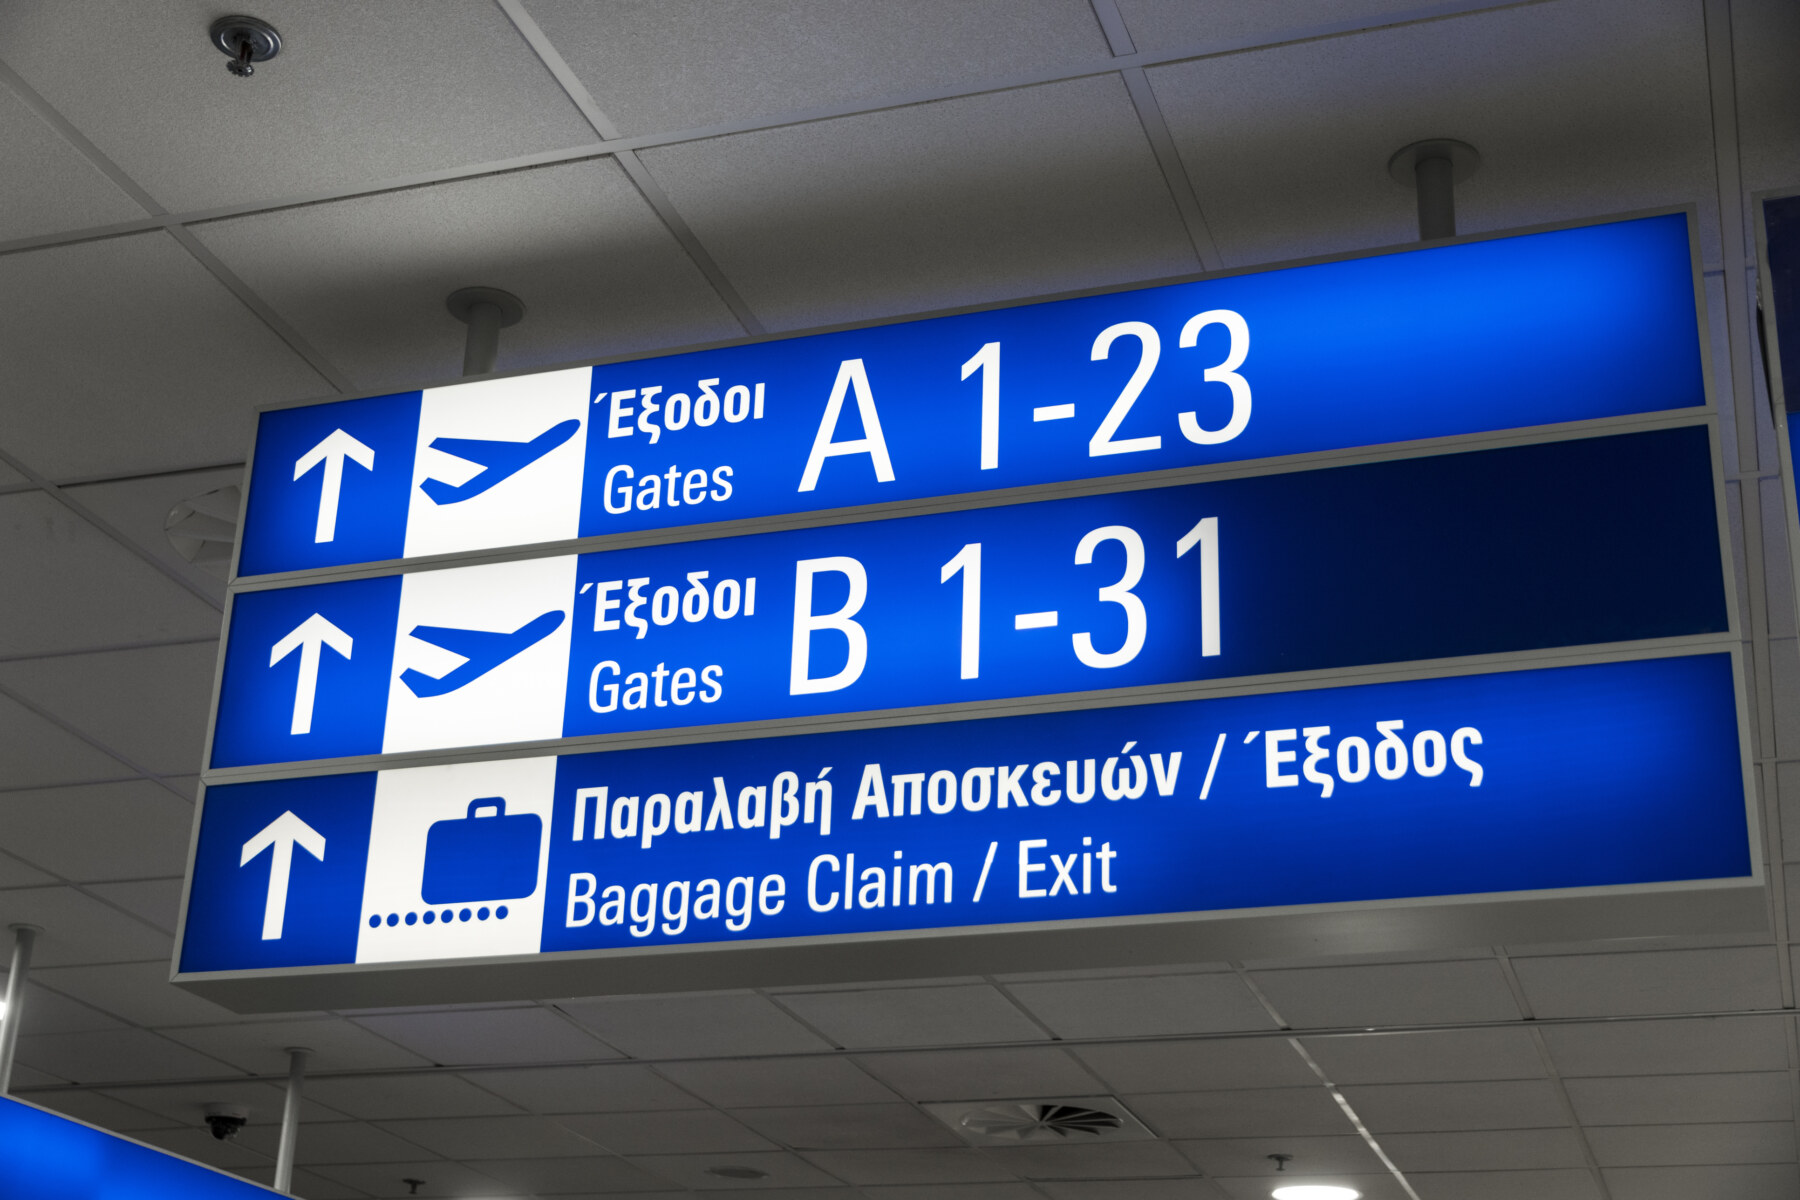 Έξοδοι
Gates
A 1-23
Έξοδοι
Gates
B 1-31
Παραλαβή Αποσκευών / Έξοδος
Baggage Claim / Exit